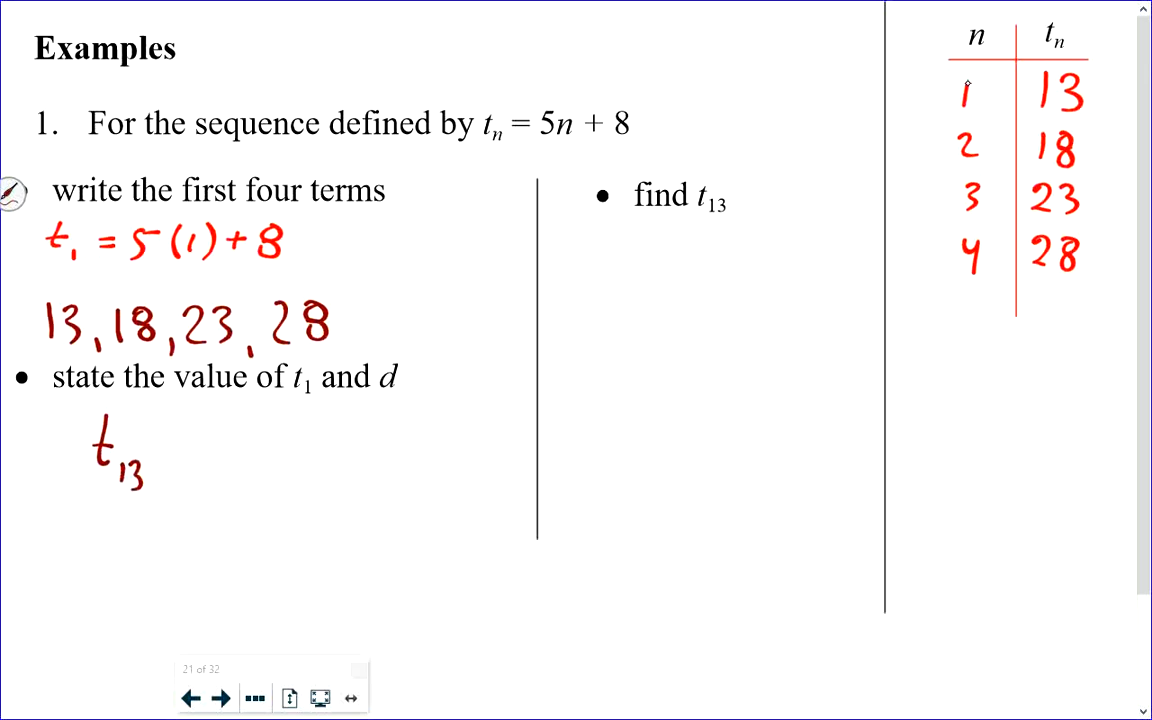 Examples
1. For the sequence defined by tₙ = 5n + 8
write the first four terms
t₁ = 5(1) + 8
13, 18, 23, 28
• state the value of t₁ and d
t₁₃
• find t₁₃
n tₙ
1 13
2 18
3 23
4 28
21 of 32